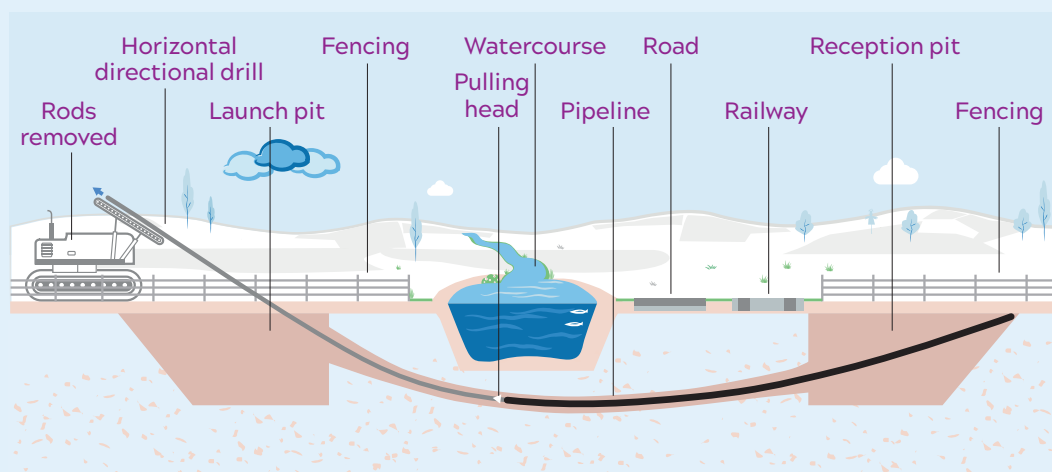 Horizontal
directional drill
Fencing
Watercourse
Road
Reception pit
Rods
removed
Launch pit
Pulling
head
Pipeline
Railway
Fencing